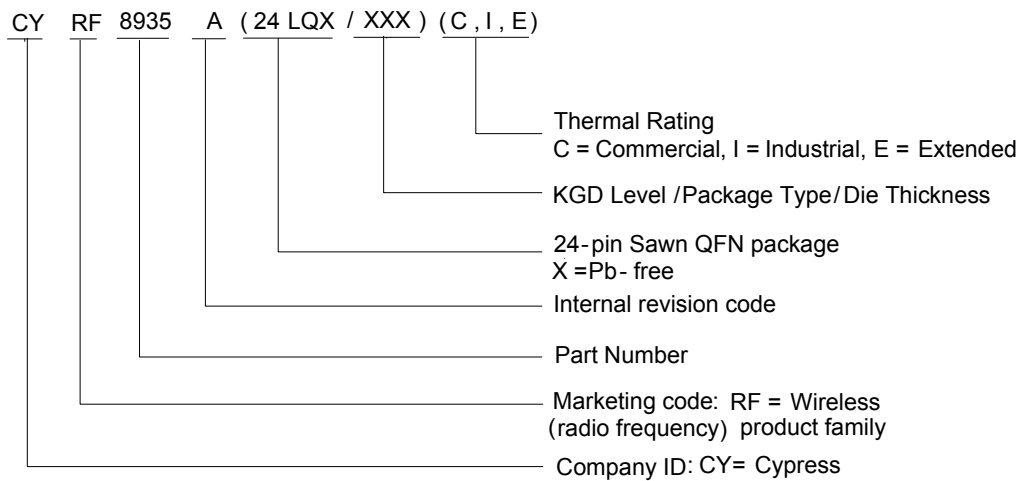 CY RF 8935 A ( 24 LQX / XXX ) ( C , I , E )
Thermal Rating
C = Commercial, I = Industrial, E = Extended
KGD Level /Package Type/Die Thickness
24-pin Sawn QFN package
X =Pb- free
Internal revision code
Part Number
Marketing code: RF = Wireless
(radio frequency) product family
Company ID: CY= Cypress